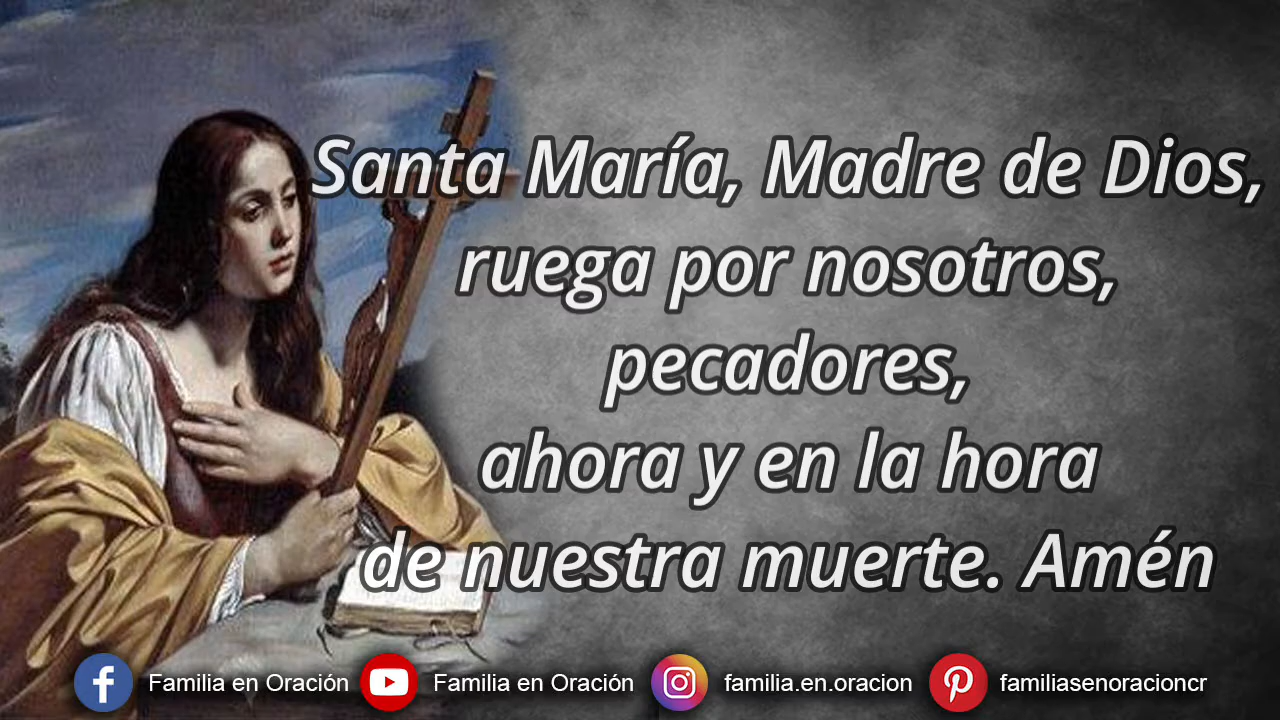 Santa María, Madre de Dios,
ruega por nosotros,
pecadores,
ahora y en la hora
de nuestra muerte. Amén
Familia en Oración
Familia en Oración
familia.en.oracion
familiasenoracioncr